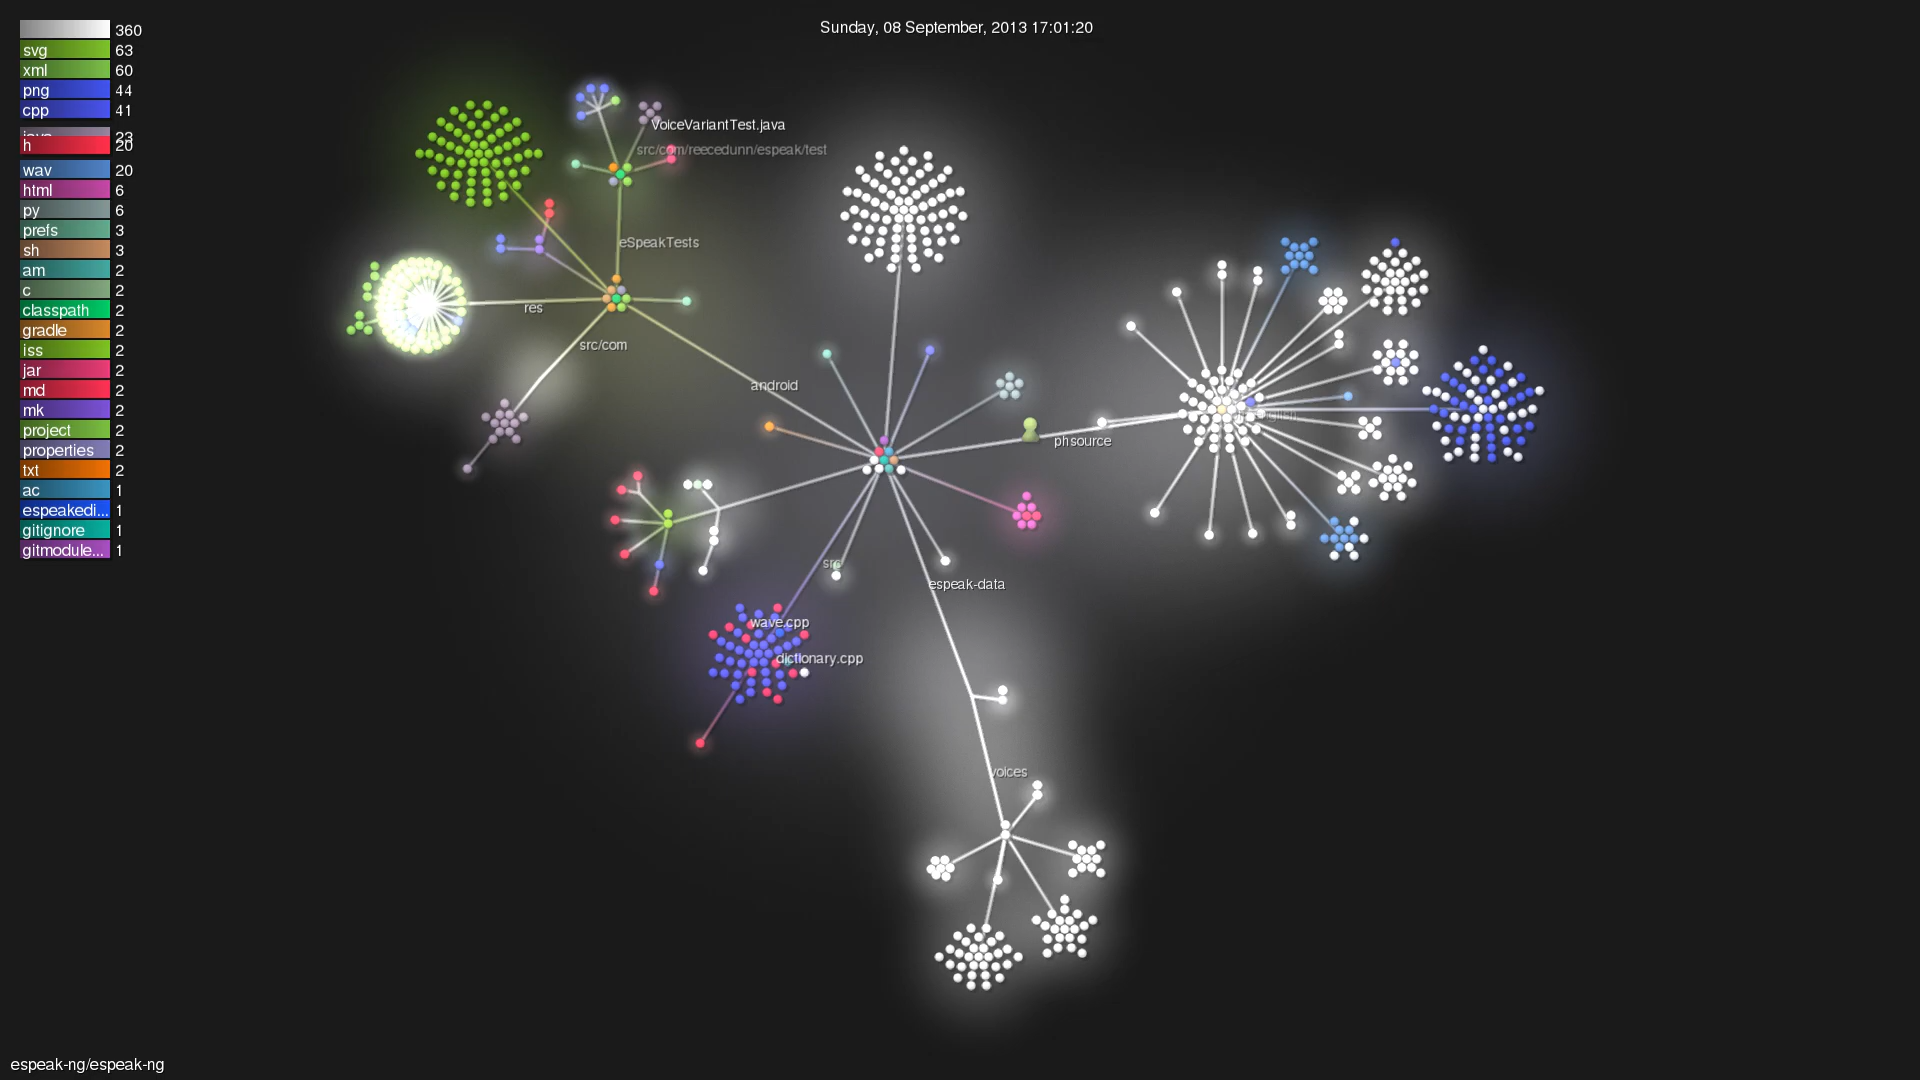 Sunday, 08 September, 2013 17:01:20
360
svg 63
xml 60
png 44
cpp 41
java 23
h 20
wav 20
html 6
py 6
prefs 3
sh 3
am 2
c 2
classpath 2
gradle 2
iss 2
jar 2
md 2
mk 2
project 2
properties 2
txt 2
ac 1
espeakedi... 1
gitignore 1
gitmodule... 1
VoiceVariantTest.java
src/com/reecedunn/espeak/test
eSpeakTests
res
src/com
android
phsource
src
espeak-data
wave.cpp
dictionary.cpp
voices
espeak-ng/espeak-ng